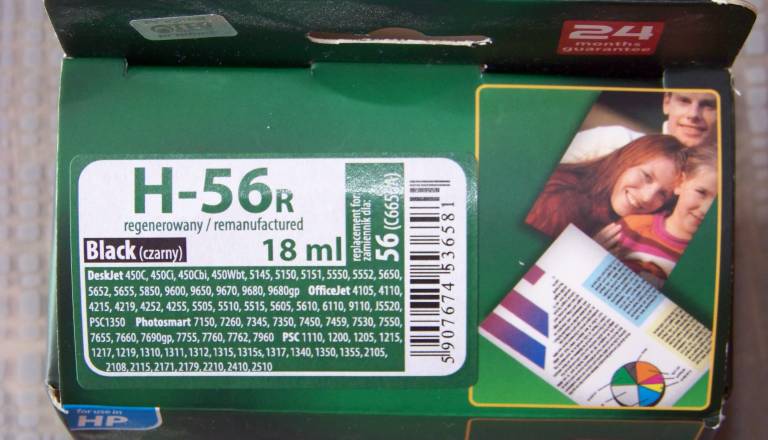 24
months
guarantee
H-56R
regenerowany / remanufactured
Black (czarny) 18 ml
replacement for:
zamiennik dla:
56
DeskJet 450C, 450Ci, 450Cbi, 450Wbt, 5145, 5150, 5151, 5550, 5552, 5650,
5652, 5655, 5850, 9600, 9650, 9670, 9680, 9680gp OfficeJet 4105, 4110,
4215, 4219, 4252, 4255, 5505, 5510, 5515, 5605, 5610, 6110, 9110, J5520,
PSC1350 Photosmart 7150, 7260, 7345, 7350, 7450, 7459, 7530, 7550,
7655, 7660, 7690gp, 7755, 7760, 7762, 7960 PSC 1110, 1200, 1205, 1215,
1217, 1219, 1310, 1311, 1312, 1315, 1315s, 1317, 1340, 1350, 1355, 2105,
2108, 2115, 2171, 2179, 2210, 2410, 2510
5 907674 536581
for use in
HP